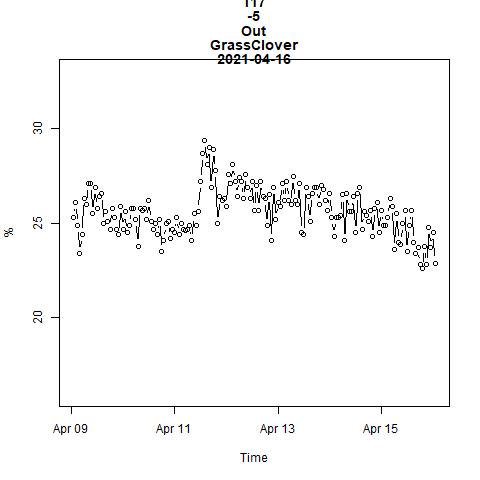 117
-5
Out
GrassClover
2021-04-16
%
30
25
20
Apr 09
Apr 11
Apr 13
Apr 15
Time